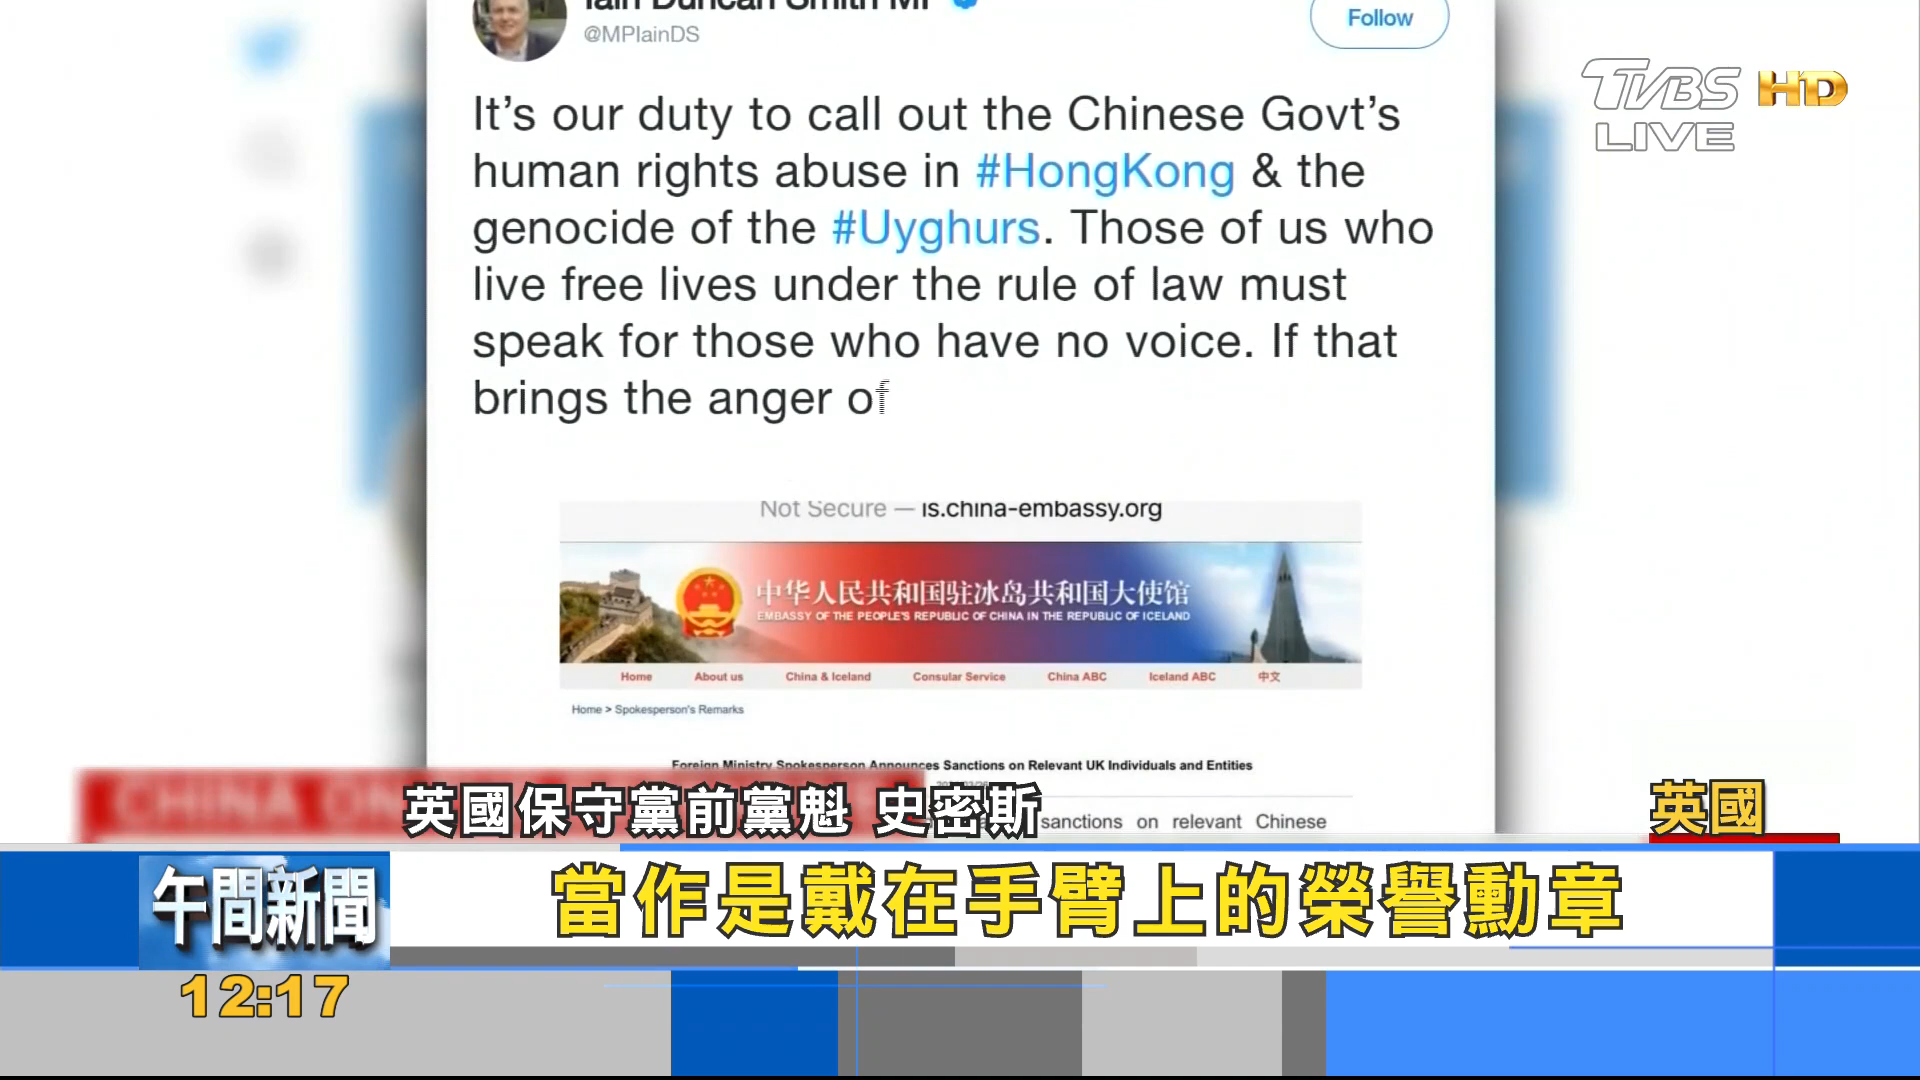 Iain Duncan Smith MP
@MPIainDS
Follow
TVBS HD
LIVE
It's our duty to call out the Chinese Govt's
human rights abuse in #HongKong & the
genocide of the #Uyghurs. Those of us who
live free lives under the rule of law must
speak for those who have no voice. If that
brings the anger of
Not Secure — is.china-embassy.org
中华人民共和国驻冰岛共和国大使馆
EMBASSY OF THE PEOPLE'S REPUBLIC OF CHINA IN THE REPUBLIC OF ICELAND
Home About us China & Iceland Consular Service China ABC Iceland ABC 中文
Home > Spokesperson's Remarks
Foreign Ministry Spokesperson Announces Sanctions on Relevant UK Individuals and Entities
CHINA ON
英國保守黨前黨魁 史密斯
sanctions on relevant Chinese
英國
午間新聞
當作是戴在手臂上的榮譽勳章
12:17